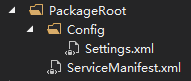 PackageRoot
Config
Settings.xml
ServiceManifest.xml